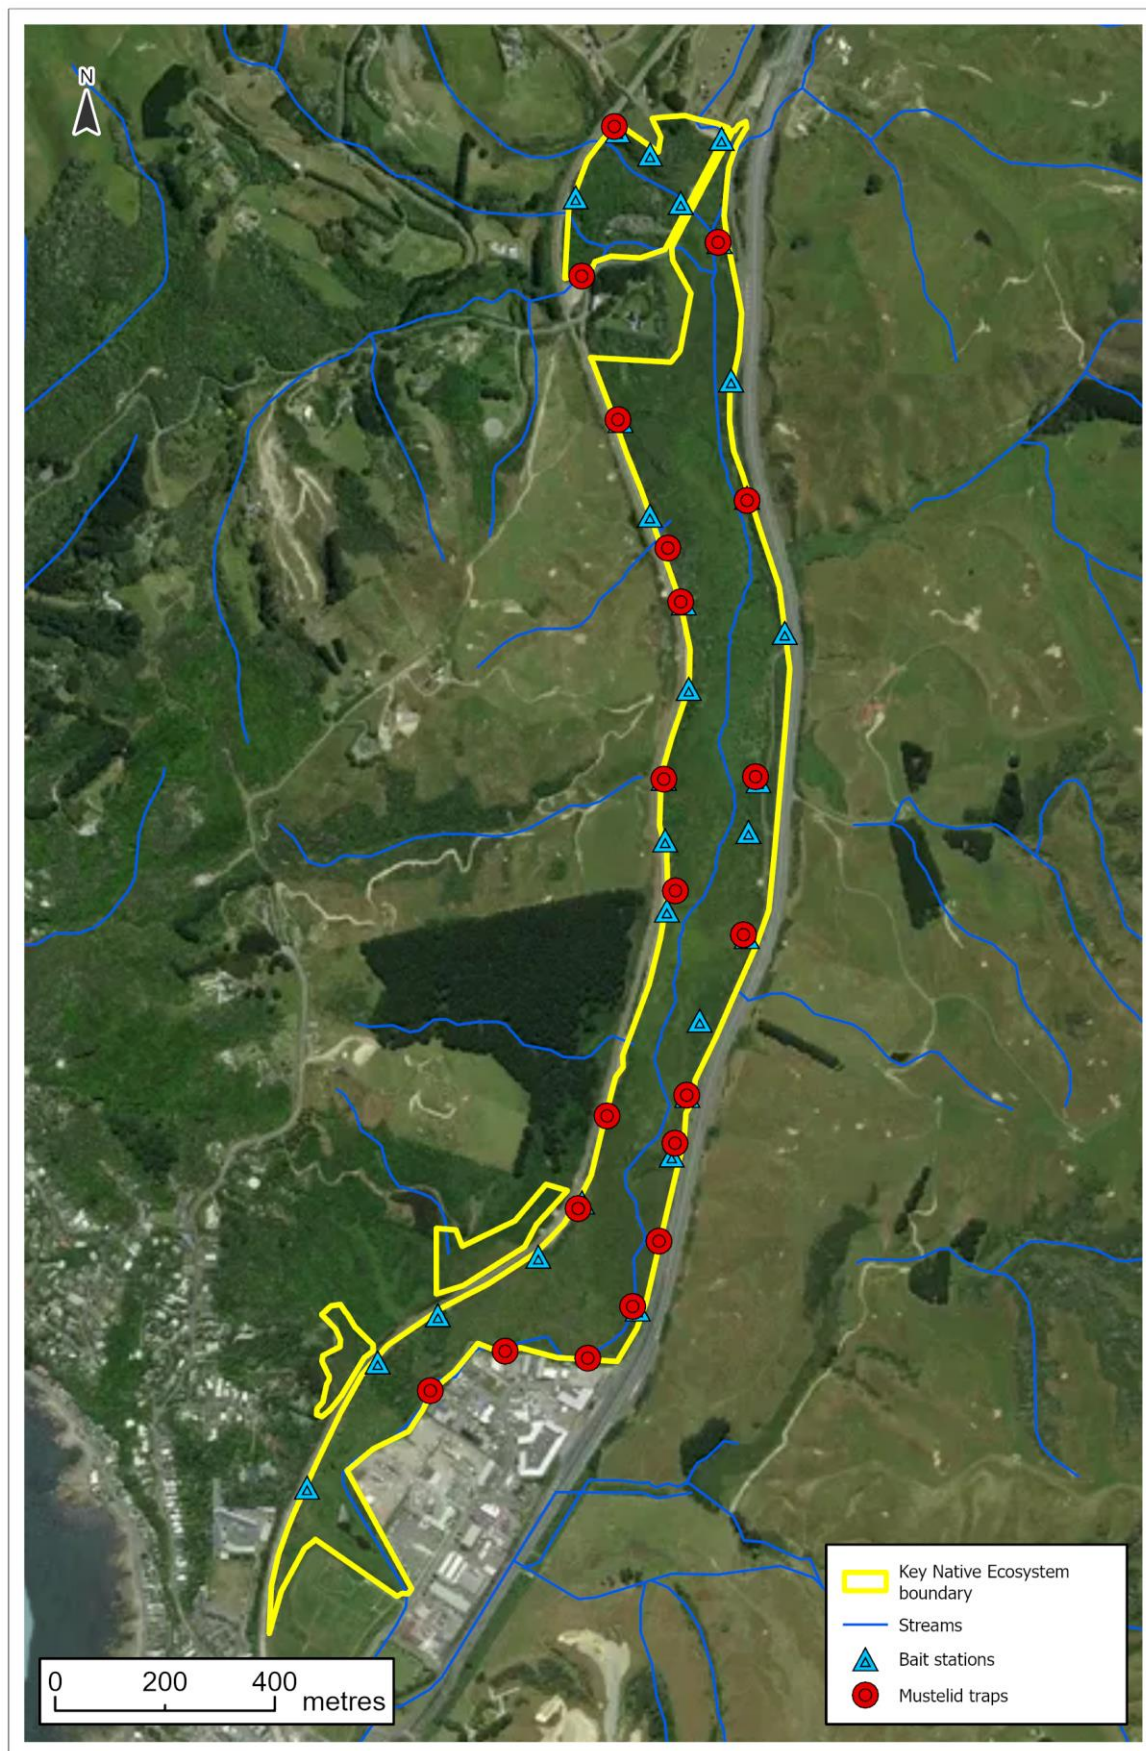 N
Key Native Ecosystem
boundary
Streams
Bait stations
Mustelid traps
0 200 400
metres